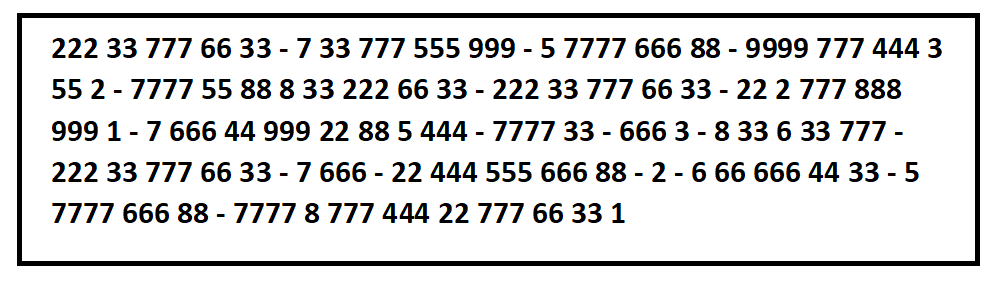 222 33 777 66 33 - 7 33 777 555 999 - 5 7777 666 88 - 9999 777 444 3
55 2 - 7777 55 88 8 33 222 66 33 - 222 33 777 66 33 - 22 2 777 888
999 1 - 7 666 44 999 22 88 5 444 - 7777 33 - 666 3 - 8 33 6 33 777 -
222 33 777 66 33 - 7 666 - 22 444 555 666 88 - 2 - 6 66 666 44 33 - 5
7777 666 88 - 7777 8 777 444 22 777 66 33 1